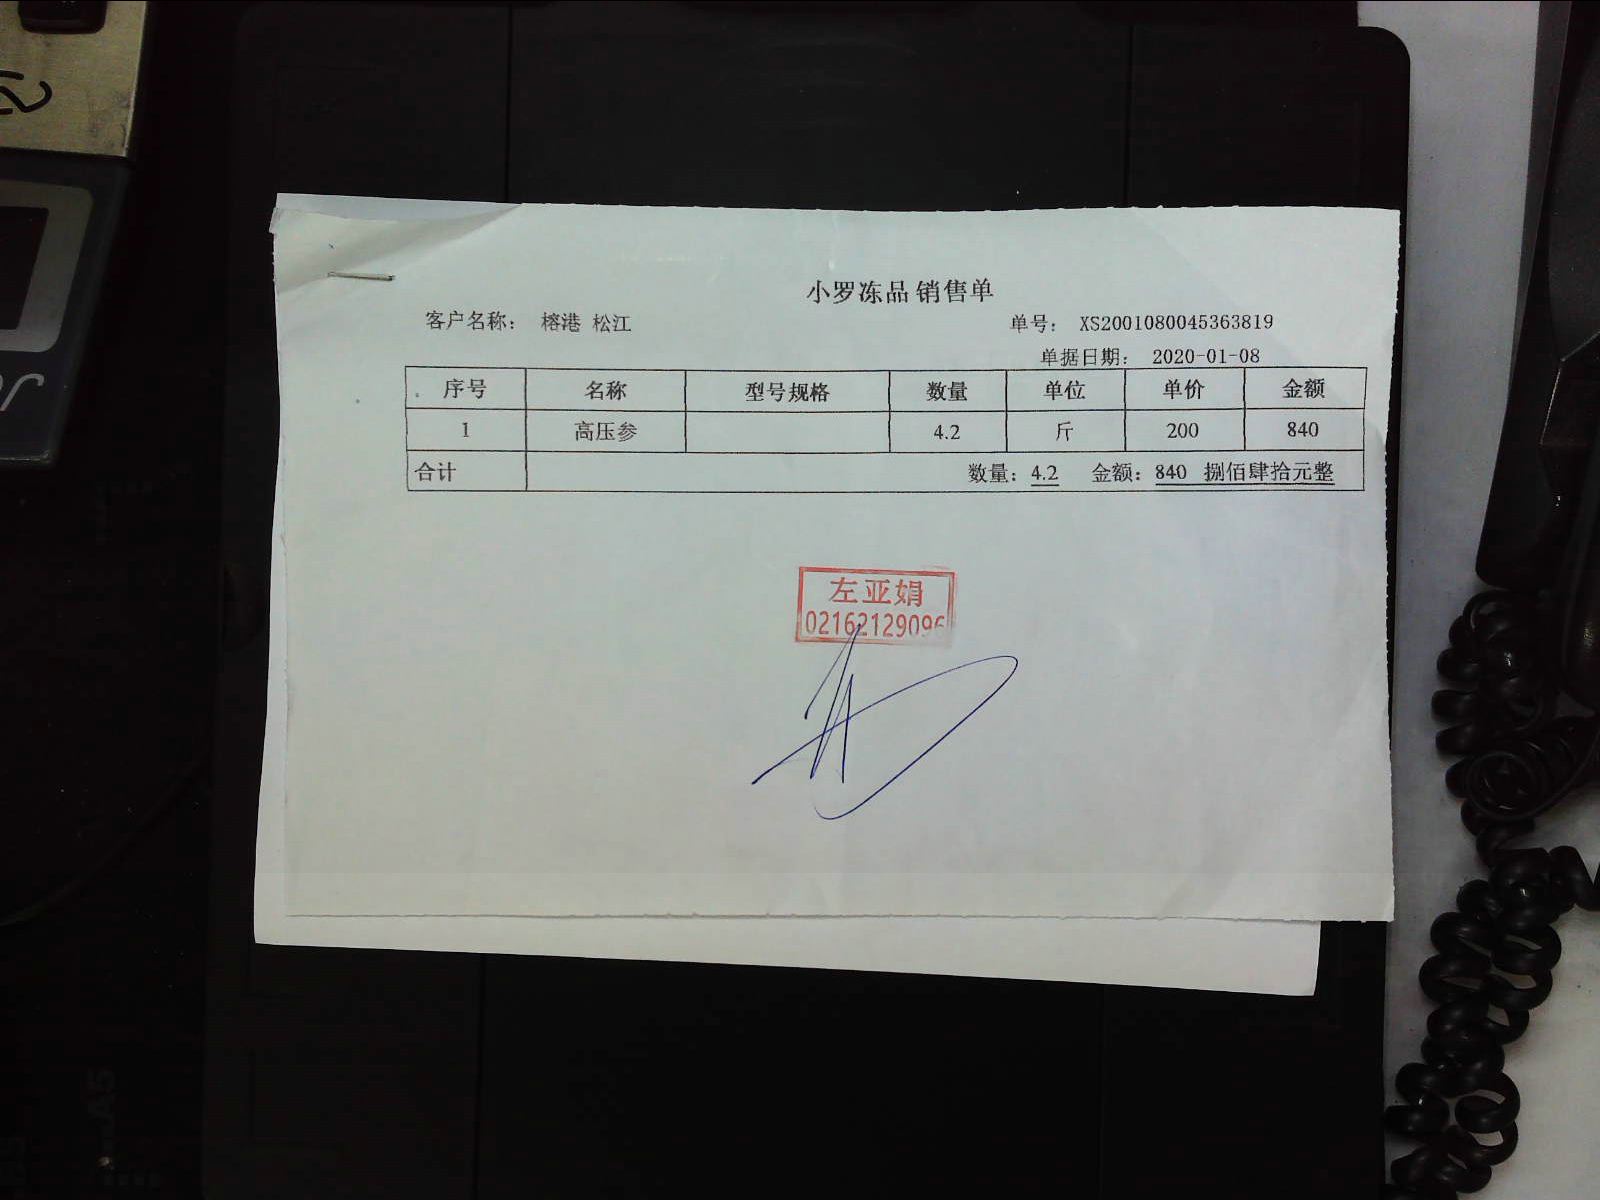 小罗冻品 销售单
客户名称： 榕港 松江 单号： XS2001080045363819
单据日期： 2020-01-08
序号 名称 型号规格 数量 单位 单价 金额
1 高压参 4.2 斤 200 840
合计 数量：4.2 金额：840 捌佰肆拾元整
左亚娟
02162129096
A5